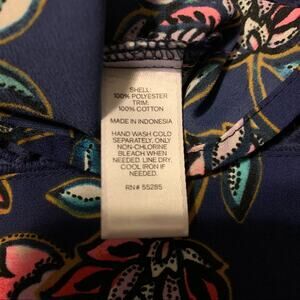 SHELL:
100% POLYESTER
TRIM:
100% COTTON
MADE IN INDONESIA
HAND WASH COLD
SEPARATELY. ONLY
NON-CHLORINE
BLEACH WHEN
NEEDED. LINE DRY.
COOL IRON IF
NEEDED.
RN# 55285